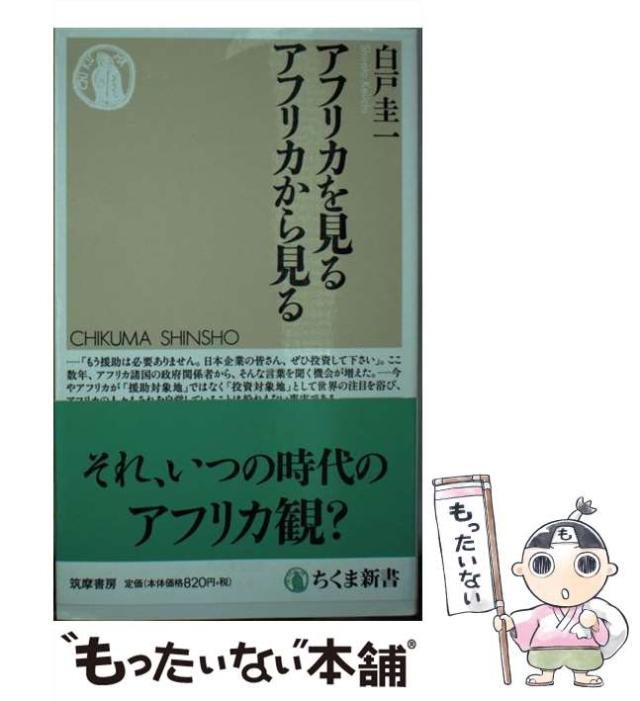 白戸圭一
Shirato Keiichi
アフリカを見る
アフリカから見る
CHIKUMA SHINSHO
──「もう援助は必要ありません。日本企業の皆さん、ぜひ投資して下さい」。ここ
数年、アフリカ諸国の政府関係者から、そんな言葉を聞く機会が増えた。──今
やアフリカが「援助対象地」ではなく「投資対象地」として世界の注目を浴び、
それ、いつの時代の
アフリカ観?
筑摩書房 定価(本体価格820円+税)
ちくま新書
"もったいない"本舗®
もったいない
も